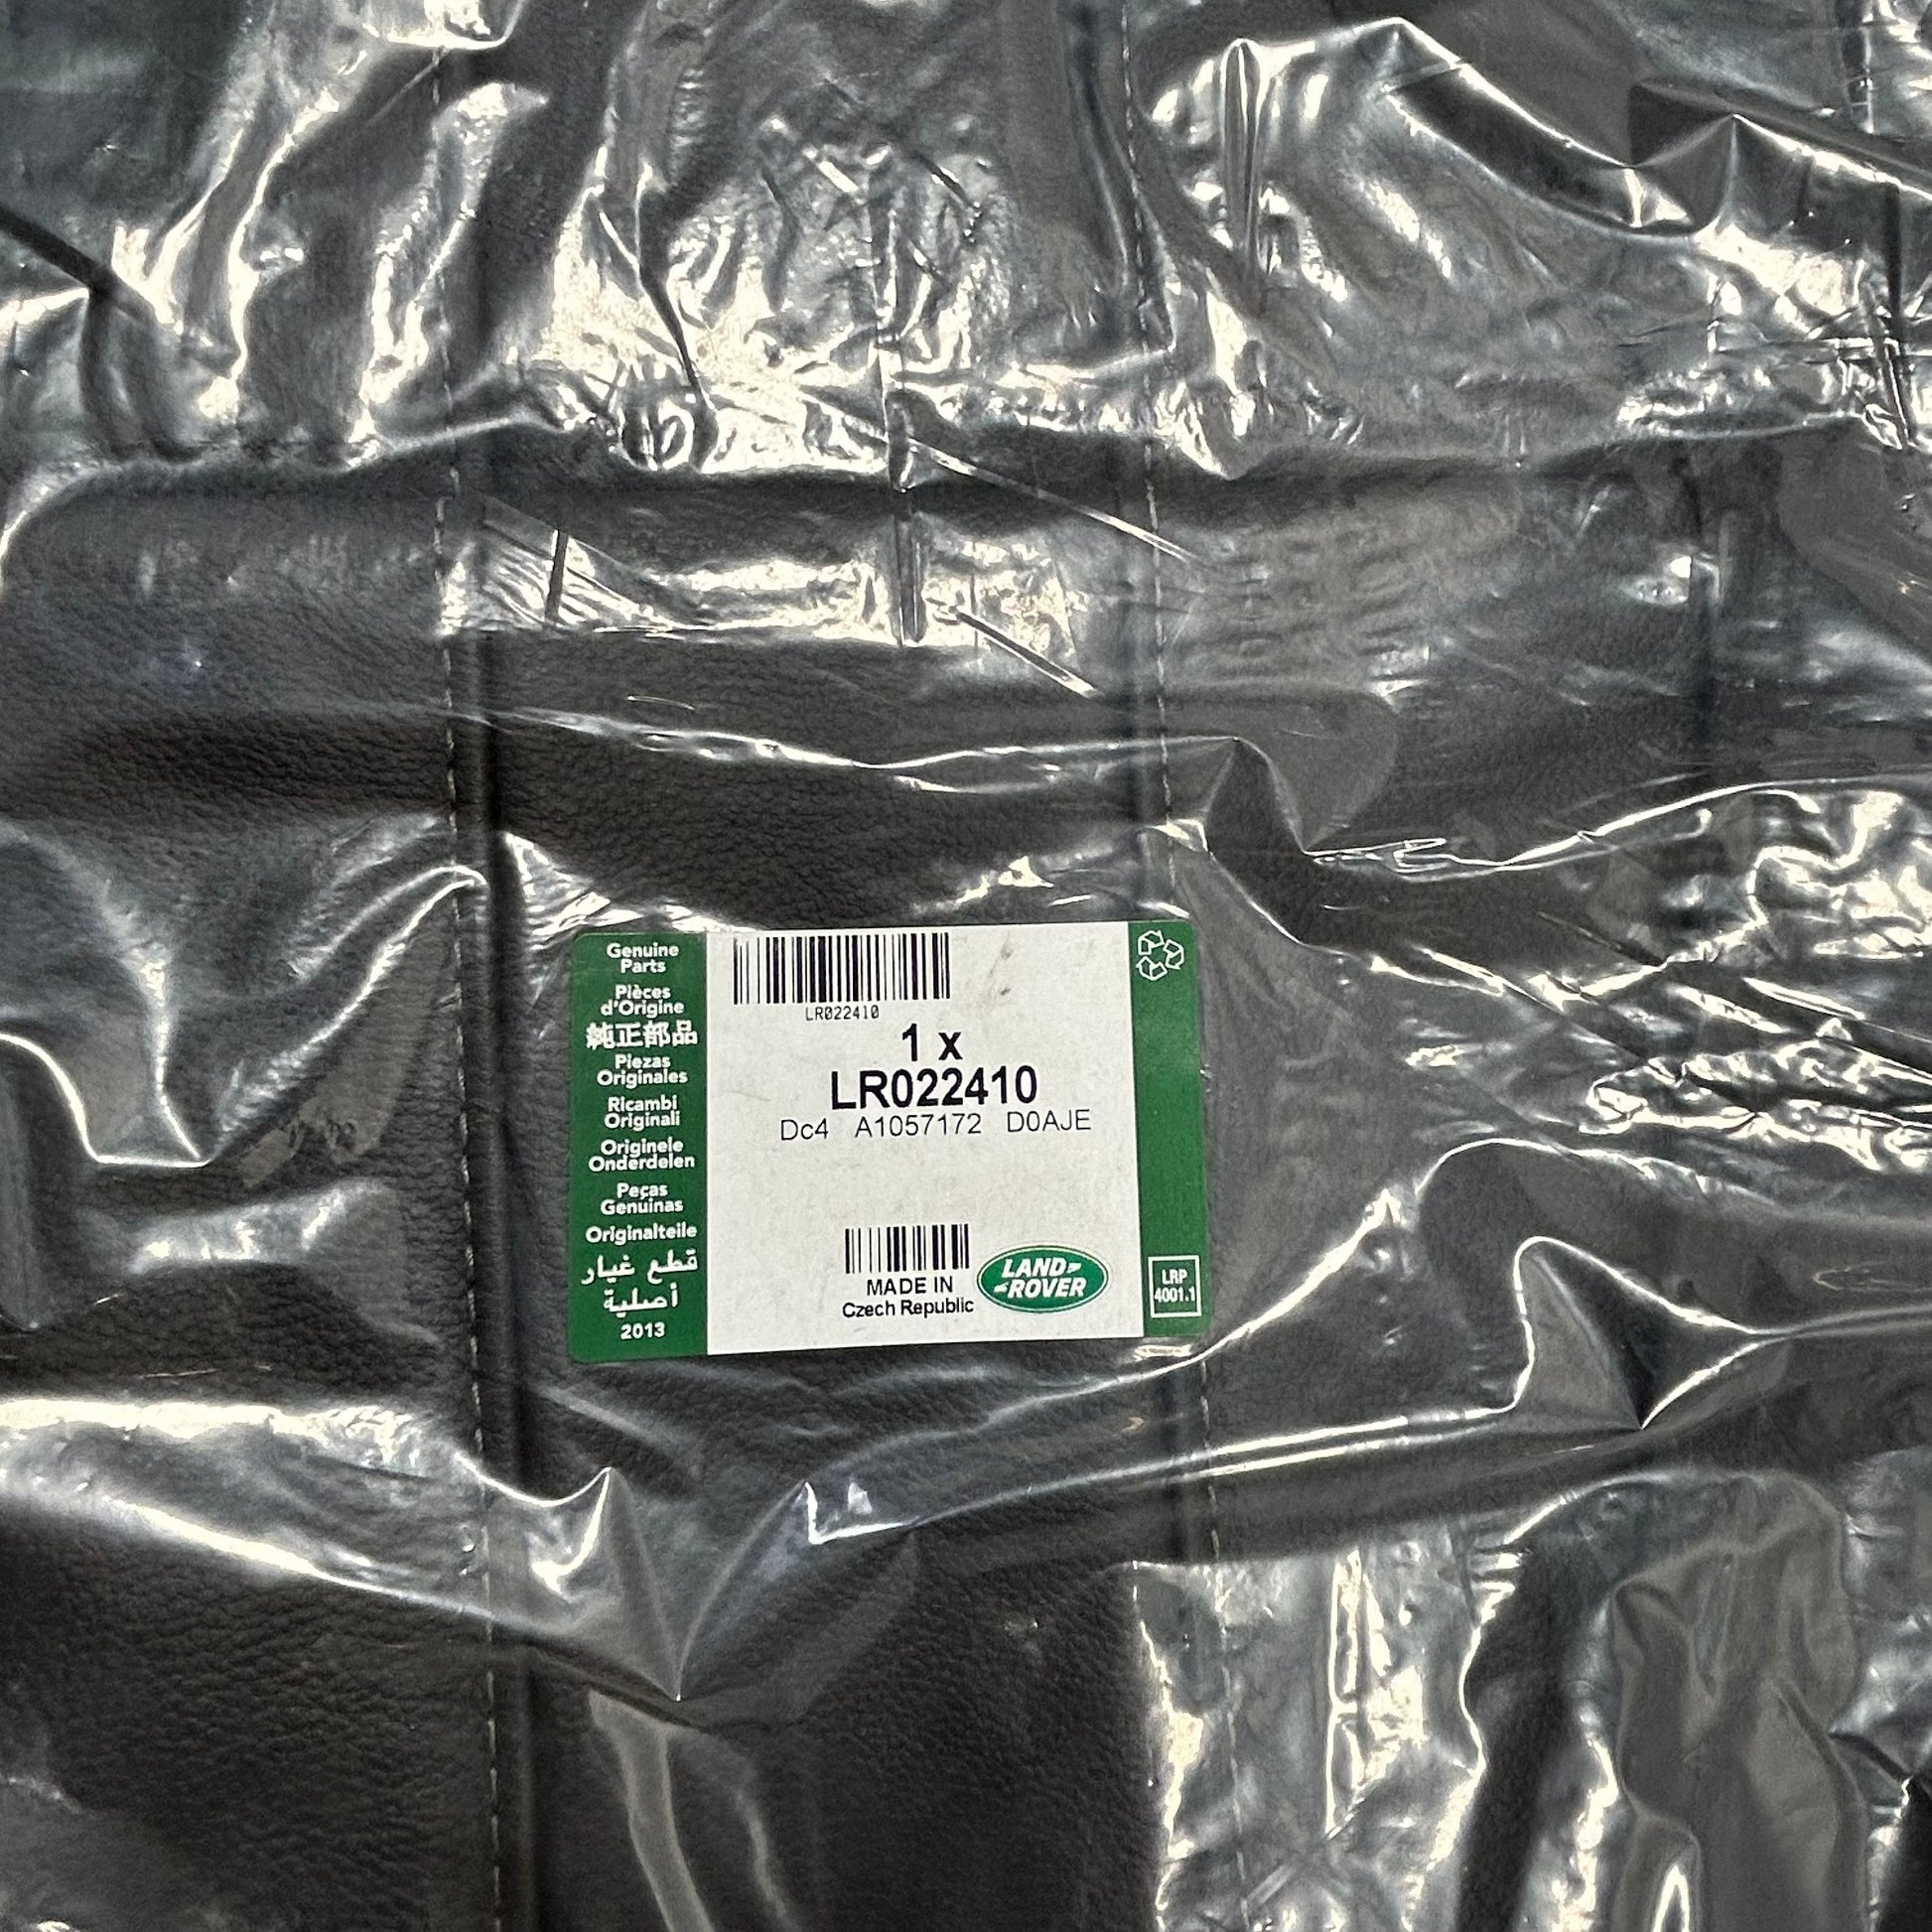 Genuine
Parts
Pièces
d'Origine
純正部品
Piezas
Originales
Ricambi
Originali
Originele
Onderdelen
Peças
Genuinas
Originalteile
قطع غيار
أصلية
2013
LR022410
1 x
LR022410
Dc4 A1057172 D0AJE
MADE IN
Czech Republic
LAND
ROVER
LRP
4001.1